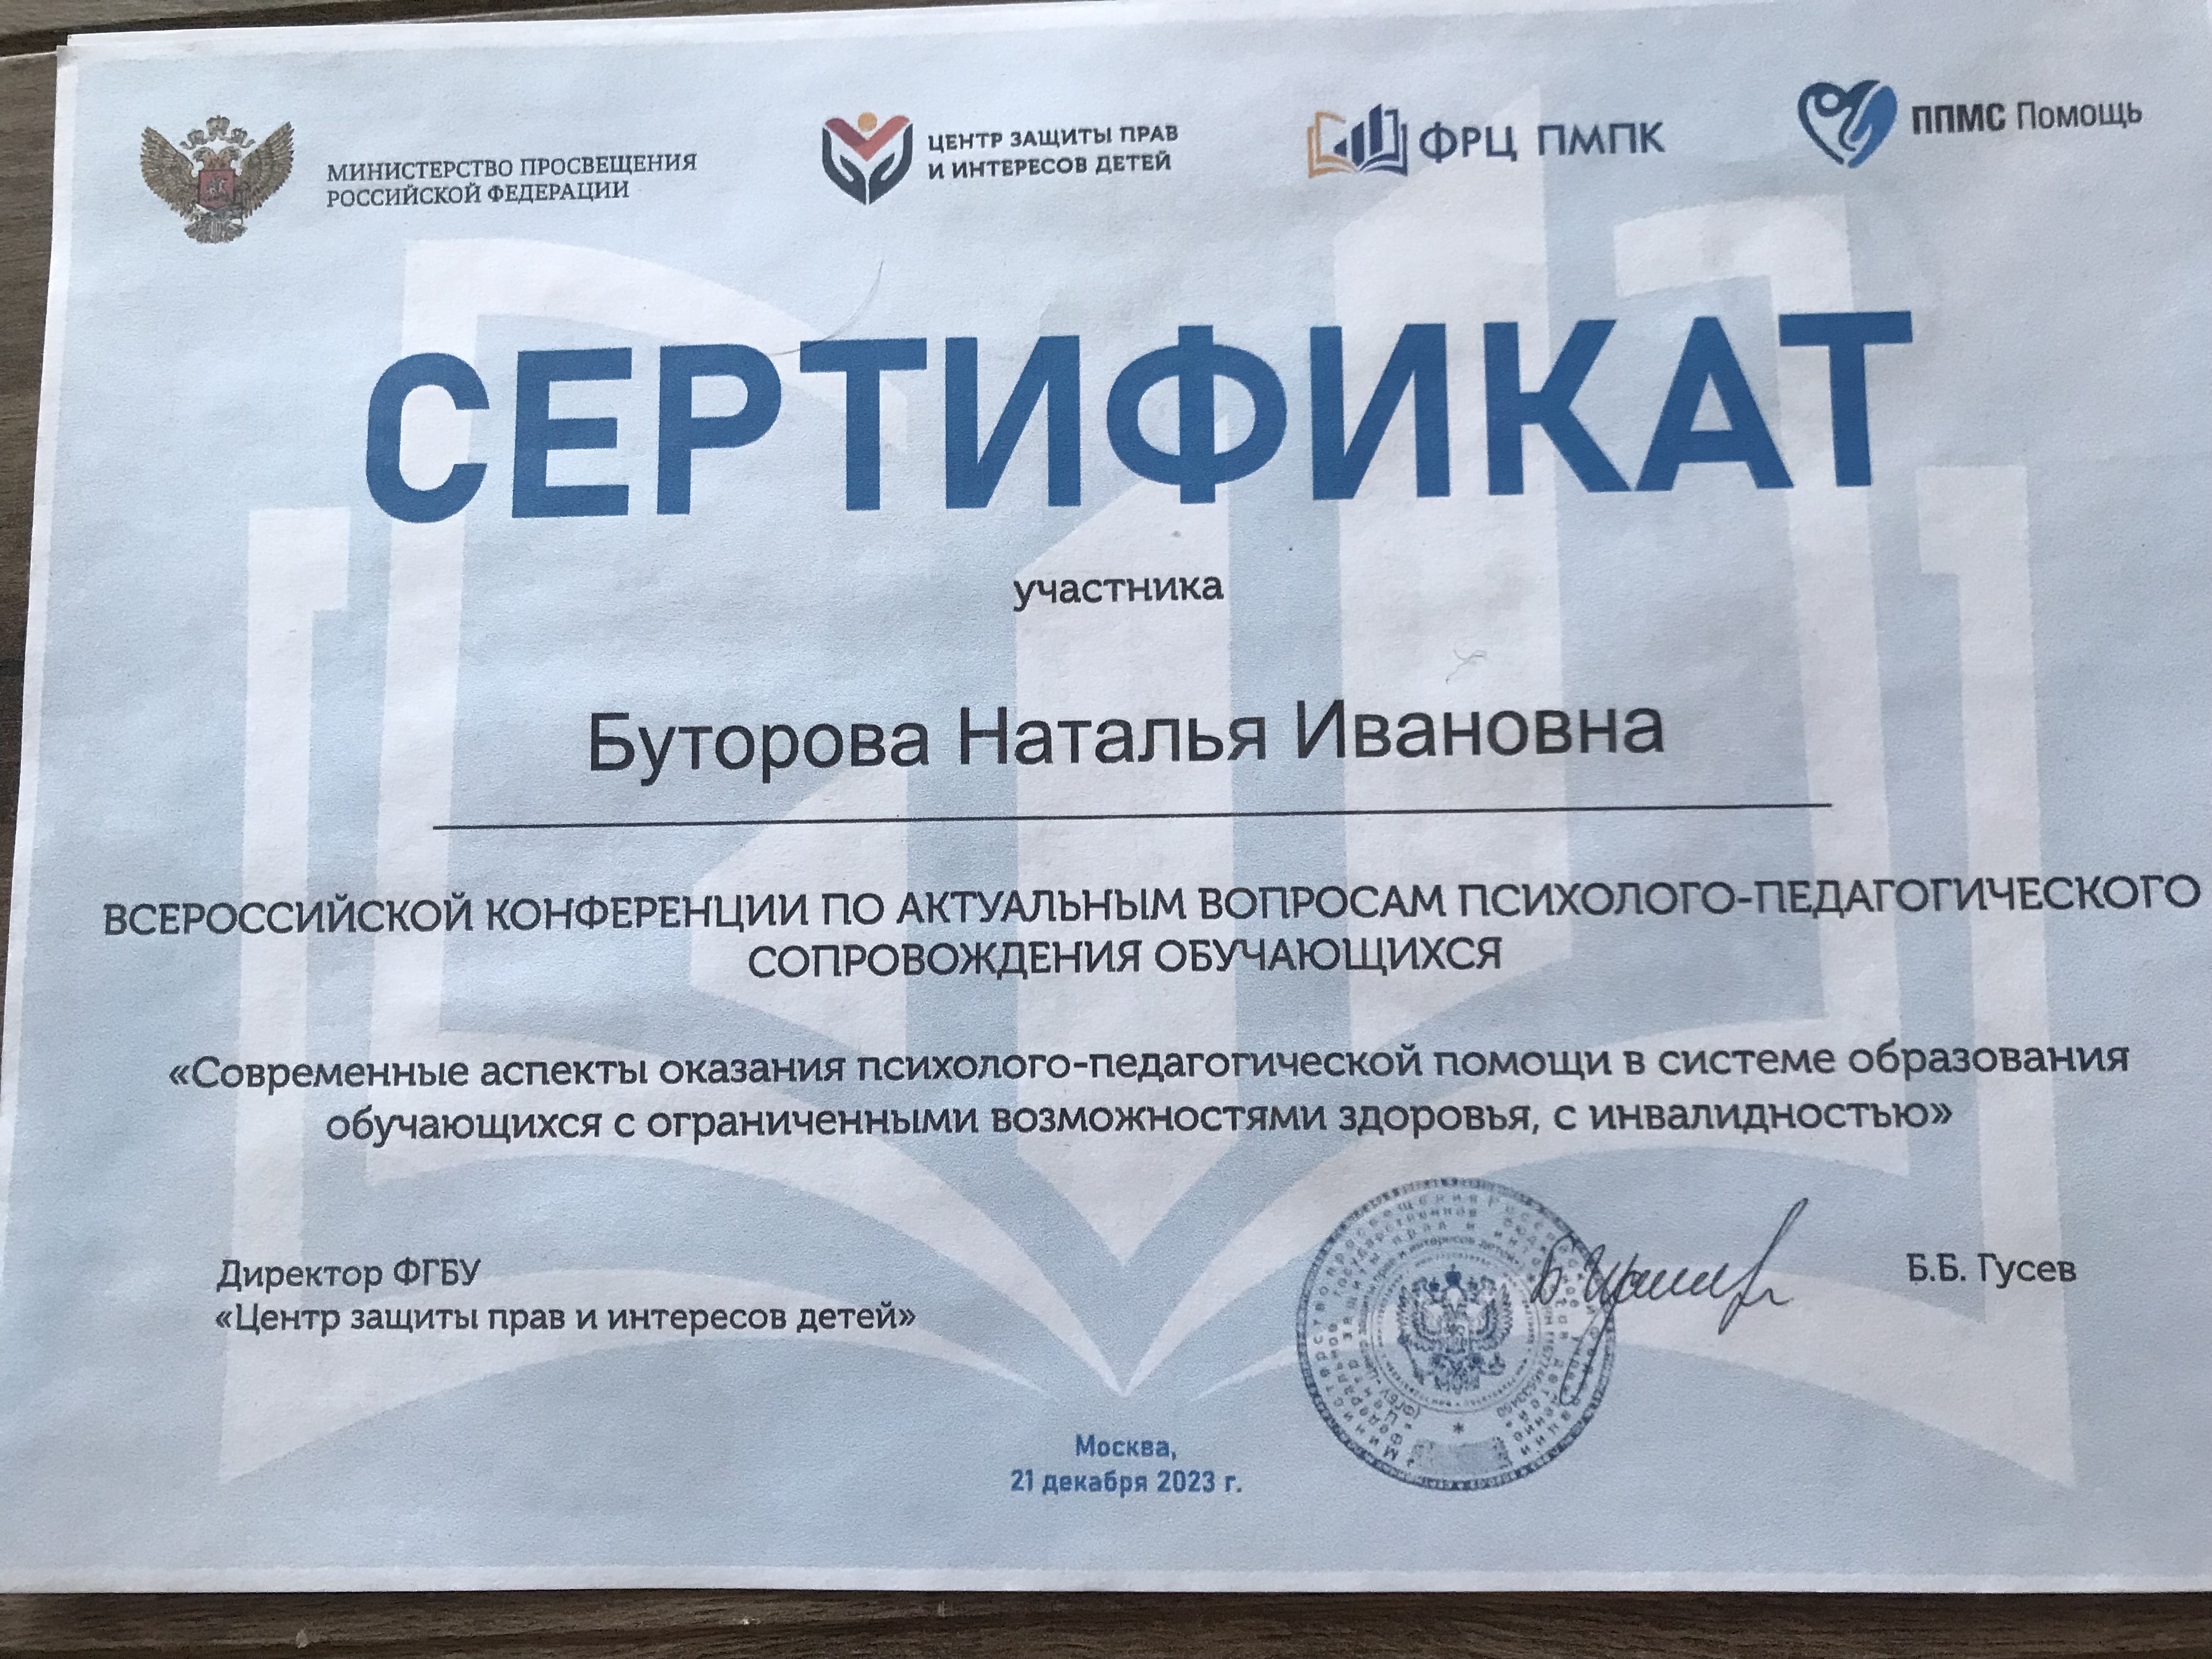 МИНИСТЕРСТВО ПРОСВЕЩЕНИЯ
РОССИЙСКОЙ ФЕДЕРАЦИИ
ЦЕНТР ЗАЩИТЫ ПРАВ
И ИНТЕРЕСОВ ДЕТЕЙ
ФРЦ ПМПК
ППМС Помощь
СЕРТИФИКАТ
участника
Буторова Наталья Ивановна
ВСЕРОССИЙСКОЙ КОНФЕРЕНЦИИ ПО АКТУАЛЬНЫМ ВОПРОСАМ ПСИХОЛОГО-ПЕДАГОГИЧЕСКОГО
СОПРОВОЖДЕНИЯ ОБУЧАЮЩИХСЯ
«Современные аспекты оказания психолого-педагогической помощи в системе образования
обучающихся с ограниченными возможностями здоровья, с инвалидностью»
Директор ФГБУ
«Центр защиты прав и интересов детей»
Б.Б. Гусев
Москва,
21 декабря 2023 г.